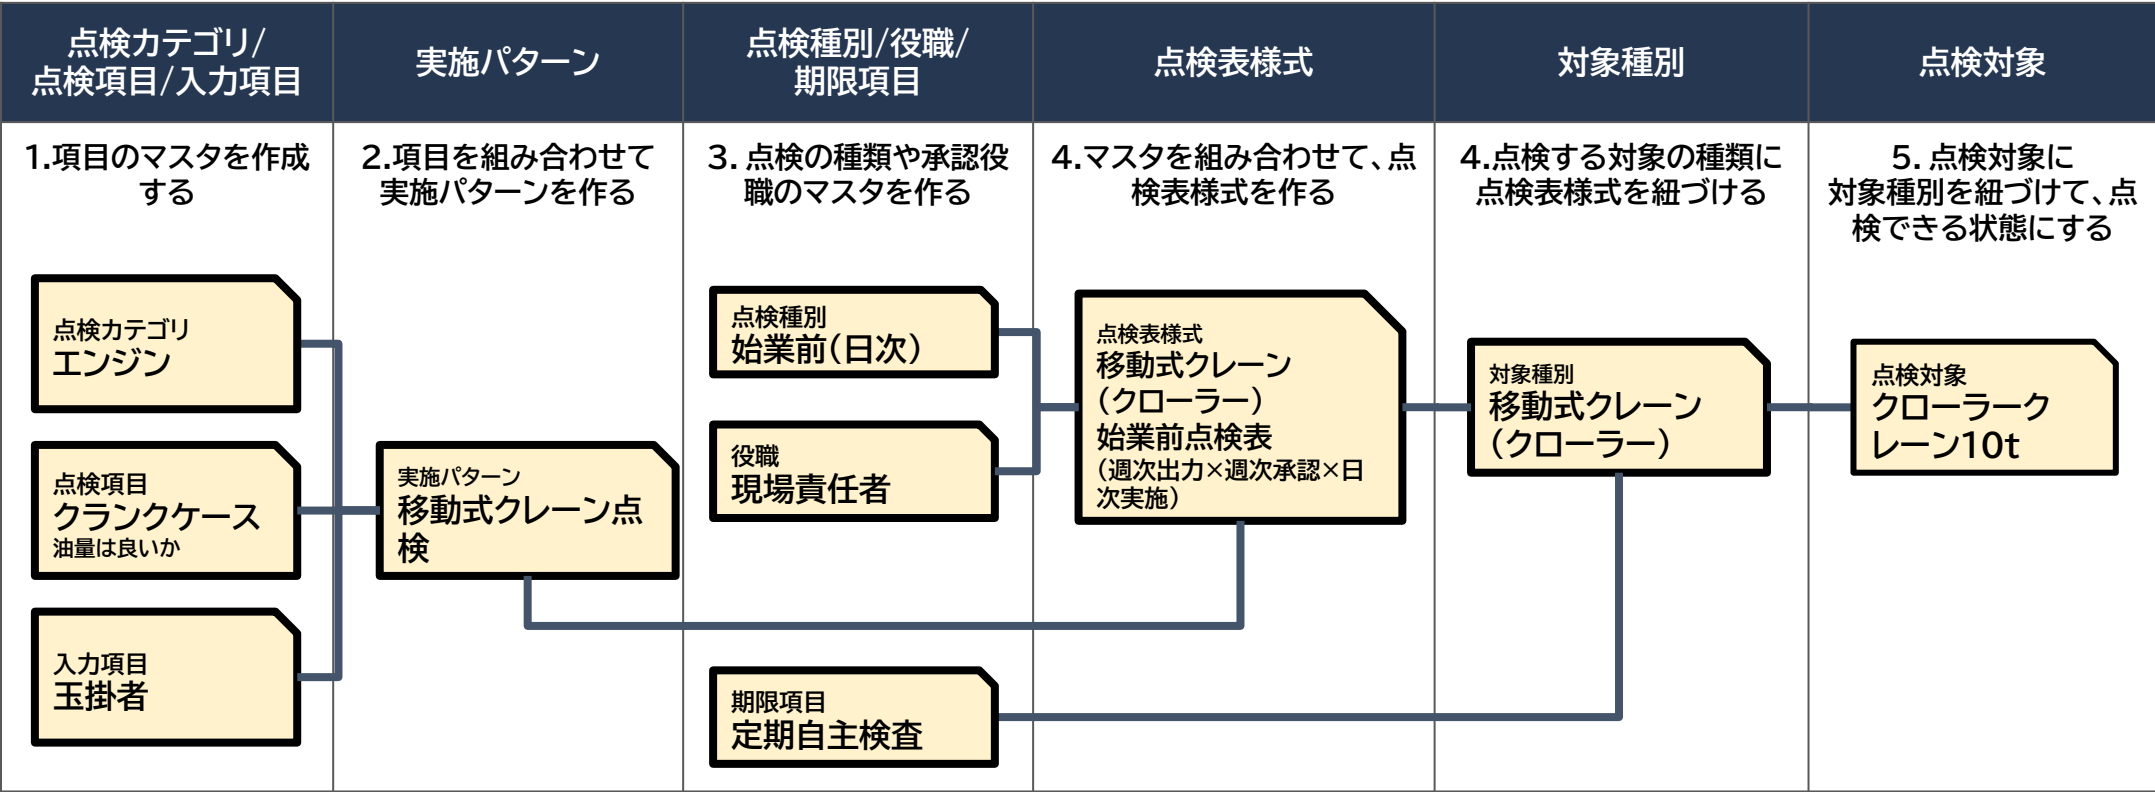 点検カテゴリ/
点検項目/入力項目
実施パターン
点検種別/役職/
期限項目
点検表様式
対象種別
点検対象
1.項目のマスタを作成
する
2.項目を組み合わせて
実施パターンを作る
3. 点検の種類や承認役
職のマスタを作る
4.マスタを組み合わせて、点
検表様式を作る
4.点検する対象の種類に
点検表様式を紐づける
5. 点検対象に
対象種別を紐づけて、点
検できる状態にする
点検カテゴリ
エンジン
点検項目
クランクケース
油量は良いか
入力項目
玉掛者
実施パターン
移動式クレーン点
検
点検種別
始業前(日次)
役職
現場責任者
期限項目
定期自主検査
点検表様式
移動式クレーン
(クローラー)
始業前点検表
(週次出力×週次承認×日
次実施)
対象種別
移動式クレーン
(クローラー)
点検対象
クローラーク
レーン10t